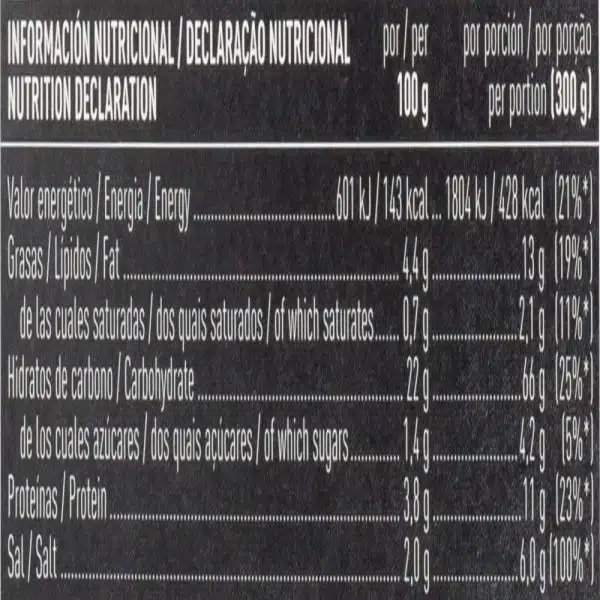 INFORMACIÓN NUTRICIONAL / DECLARAÇÃO NUTRICIONAL por / per por porción / por porção
NUTRITION DECLARATION 100 g per portion (300 g)
Valor energético / Energia / Energy ... 601 kJ / 143 kcal ... 1804 kJ / 428 kcal (21%*)
Grasas / Lípidos / Fat ... 4,4 g ... 13 g (19%*)
de las cuales saturadas / dos quais saturados / of which saturates ... 0,7 g ... 2,1 g (11%*)
Hidratos de carbono / Carbohydrate ... 22 g ... 66 g (25%*)
de los cuales azúcares / dos quais açúcares / of which sugars ... 1,4 g ... 4,2 g (5%*)
Proteínas / Protein ... 3,8 g ... 11 g (23%*)
Sal / Salt ... 2,0 g ... 6,0 g (100%*)